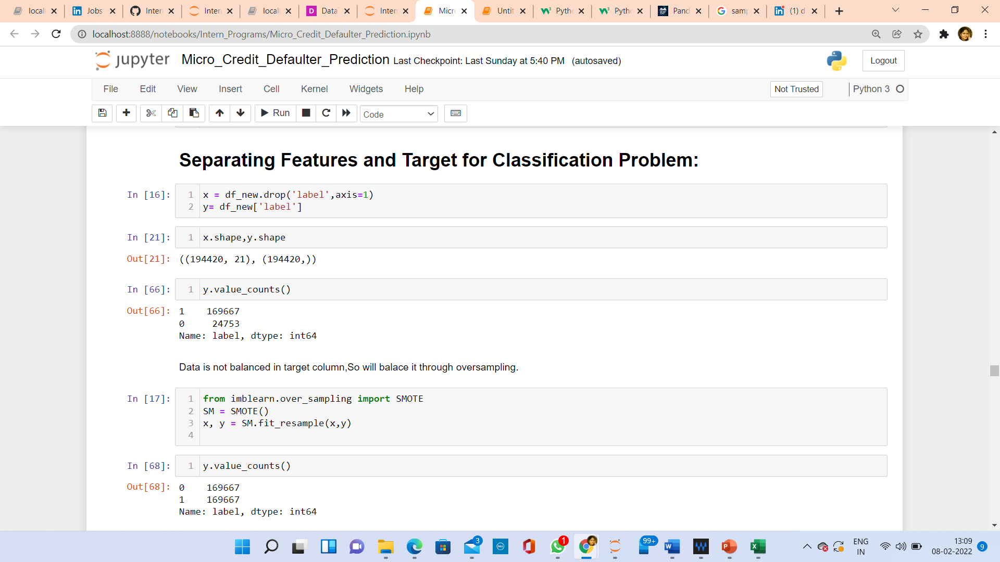 locall
Jobs
Inter
Inter
locall
Data
Inter
Micr
Untit
Pyth
Pyth
Pand
sam
(1) d
localhost:8888/notebooks/Intern_Programs/Micro_Credit_Defaulter_Prediction.ipynb
jupyter Micro_Credit_Defaulter_Prediction Last Checkpoint: Last Sunday at 5:40 PM (autosaved)
Logout
File Edit View Insert Cell Kernel Widgets Help
Not Trusted
Python 3
Run
Code
Separating Features and Target for Classification Problem:
In [16]:
1 x = df_new.drop('label',axis=1)
2 y= df_new['label']
In [21]:
1 x.shape,y.shape
Out[21]: ((194420, 21), (194420,))
In [66]:
1 y.value_counts()
Out[66]: 1    169667
0     24753
Name: label, dtype: int64
Data is not balanced in target column,So will balace it through oversampling.
In [17]:
1 from imblearn.over_sampling import SMOTE
2 SM = SMOTE()
3 x, y = SM.fit_resample(x,y)
4
In [68]:
1 y.value_counts()
Out[68]: 0    169667
1    169667
Name: label, dtype: int64
3
1
99+
ENG
IN
13:09
08-02-2022
9